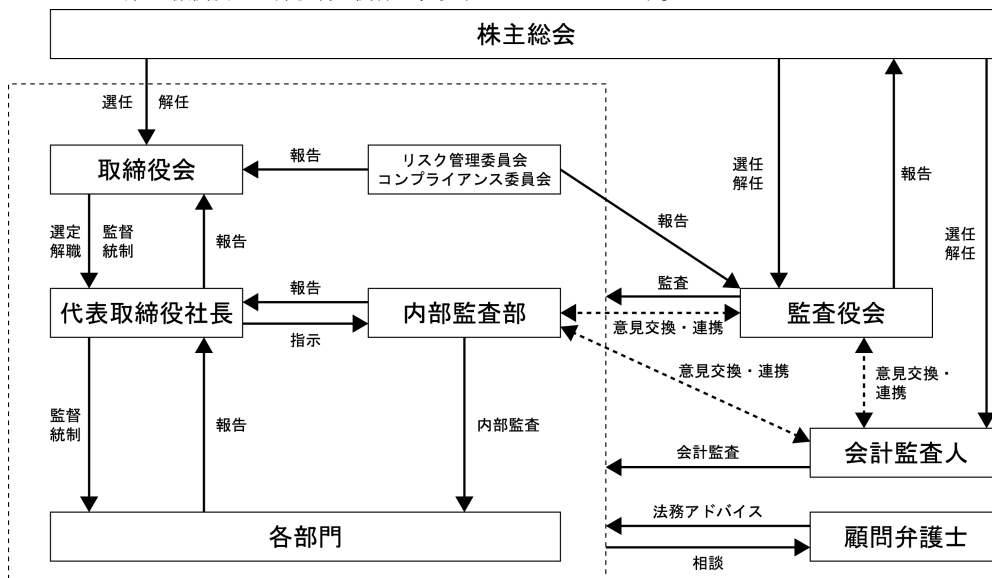 株主総会
選任
解任
取締役会
報告
リスク管理委員会
コンプライアンス委員会
選任
解任
報告
報告
選任
解任
選定
解職
監督
統制
報告
代表取締役社長
報告
指示
内部監査部
監査
意見交換・連携
監査役会
意見交換・連携
意見交換・
連携
監督
統制
報告
内部監査
会計監査
会計監査人
各部門
法務アドバイス
相談
顧問弁護士